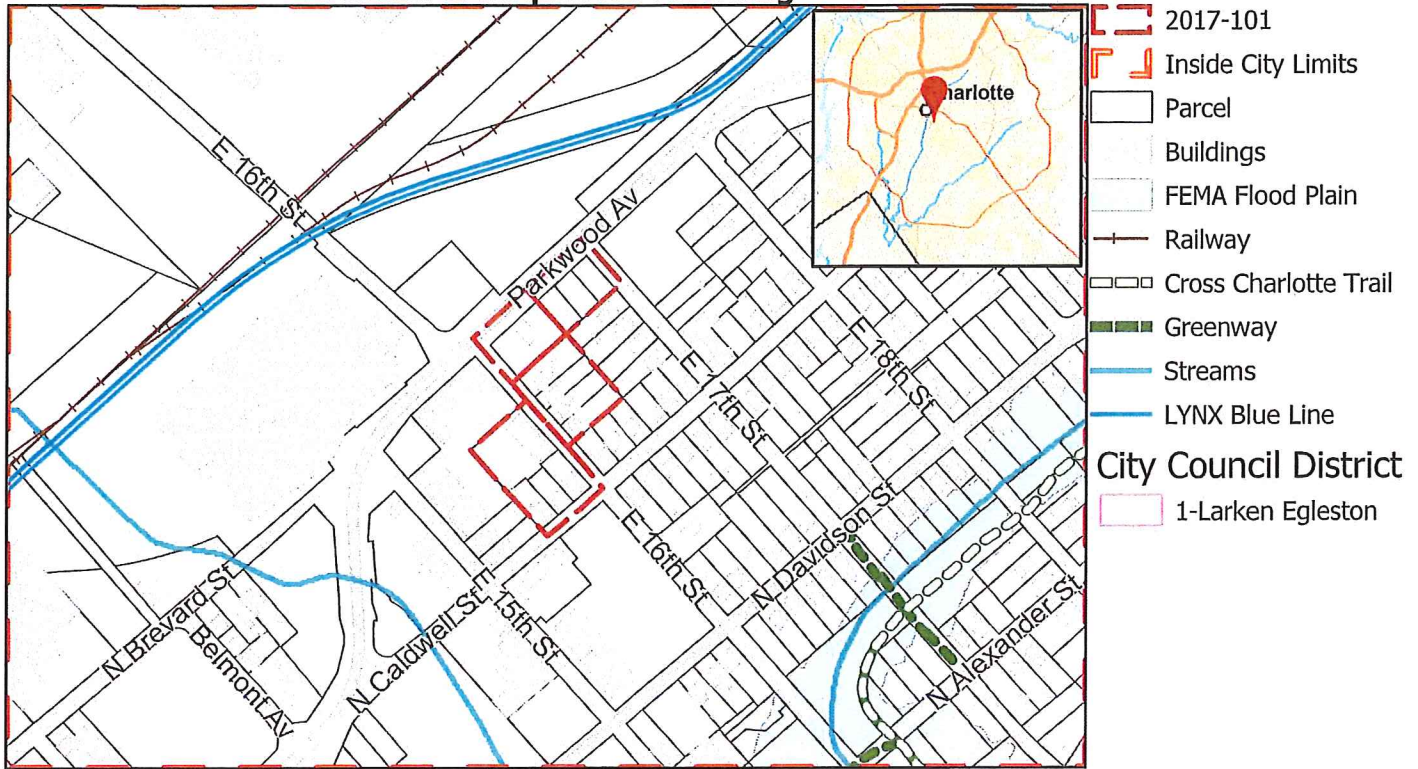 2017-101
Inside City Limits
Parcel
Buildings
FEMA Flood Plain
Railway
Cross Charlotte Trail
Greenway
Streams
LYNX Blue Line
City Council District
1-Larken Egleston
harlotte
E 16th St
Parkwood Av
E 17th St
E 18th St
E 16th St
N Davidson St
N Alexander St
E 15th St
N Caldwell St
N Brevard St
Belmont Av